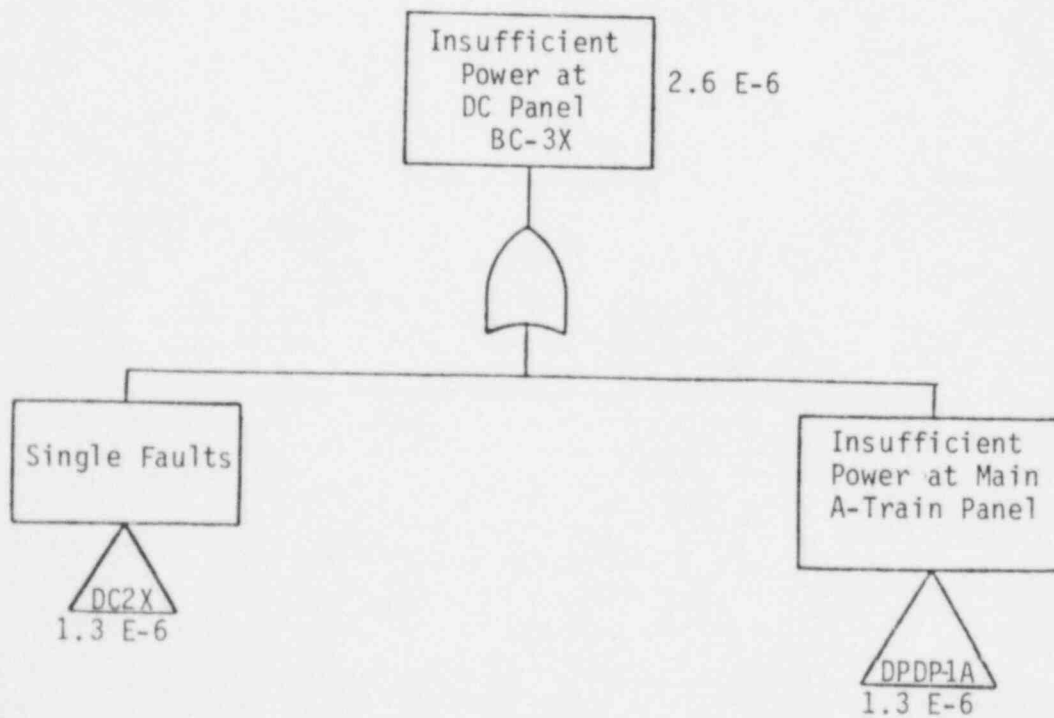 Insufficient
Power at
DC Panel
BC-3X
2.6 E-6
Single Faults
DC2X
1.3 E-6
Insufficient
Power at Main
A-Train Panel
DPDP-1A
1.3 E-6